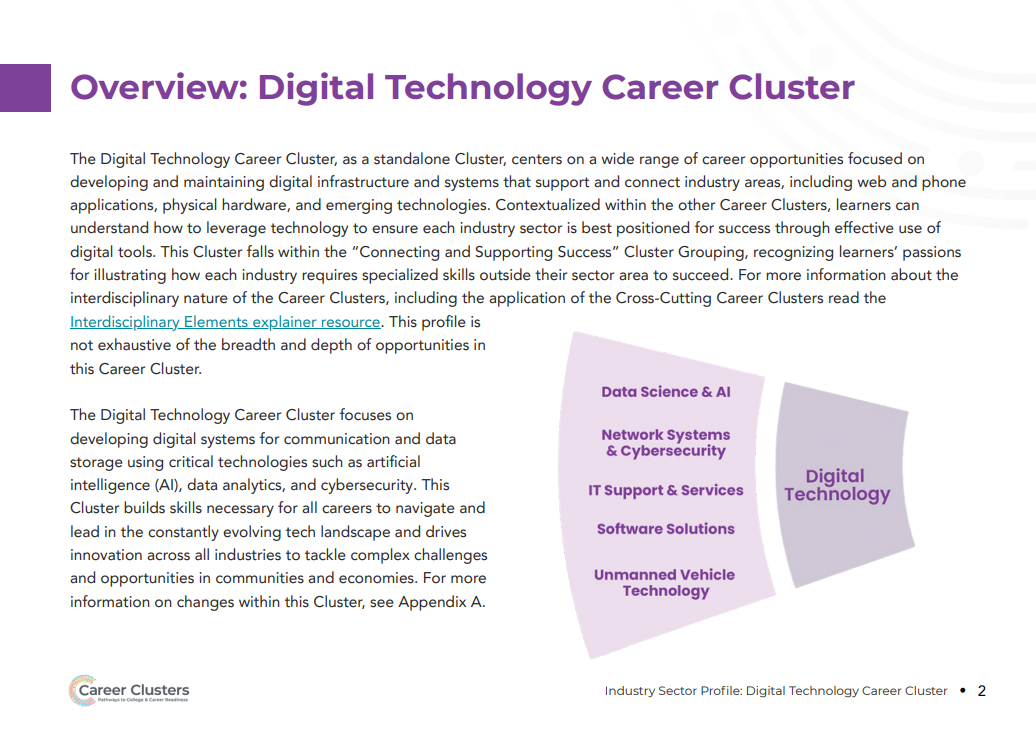 Overview: Digital Technology Career Cluster
The Digital Technology Career Cluster, as a standalone Cluster, centers on a wide range of career opportunities focused on
developing and maintaining digital infrastructure and systems that support and connect industry areas, including web and phone
applications, physical hardware, and emerging technologies. Contextualized within the other Career Clusters, learners can
understand how to leverage technology to ensure each industry sector is best positioned for success through effective use of
digital tools. This Cluster falls within the “Connecting and Supporting Success” Cluster Grouping, recognizing learners’ passions
for illustrating how each industry requires specialized skills outside their sector area to succeed. For more information about the
interdisciplinary nature of the Career Clusters, including the application of the Cross-Cutting Career Clusters read the
Interdisciplinary Elements explainer resource. This profile is
not exhaustive of the breadth and depth of opportunities in
this Career Cluster.
The Digital Technology Career Cluster focuses on
developing digital systems for communication and data
storage using critical technologies such as artificial
intelligence (AI), data analytics, and cybersecurity. This
Cluster builds skills necessary for all careers to navigate and
lead in the constantly evolving tech landscape and drives
innovation across all industries to tackle complex challenges
and opportunities in communities and economies. For more
information on changes within this Cluster, see Appendix A.
Data Science & AI
Network Systems
& Cybersecurity
IT Support & Services
Software Solutions
Unmanned Vehicle
Technology
Digital
Technology
Career Clusters
Pathways to College & Career Readiness
Industry Sector Profile: Digital Technology Career Cluster • 2